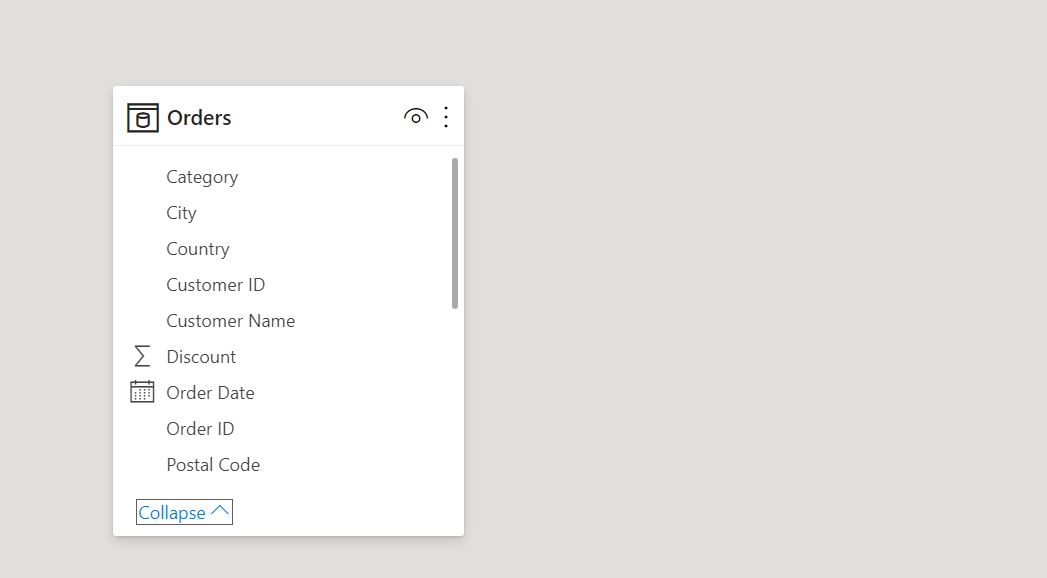 Orders
Category
City
Country
Customer ID
Customer Name
Discount
Order Date
Order ID
Postal Code
Collapse